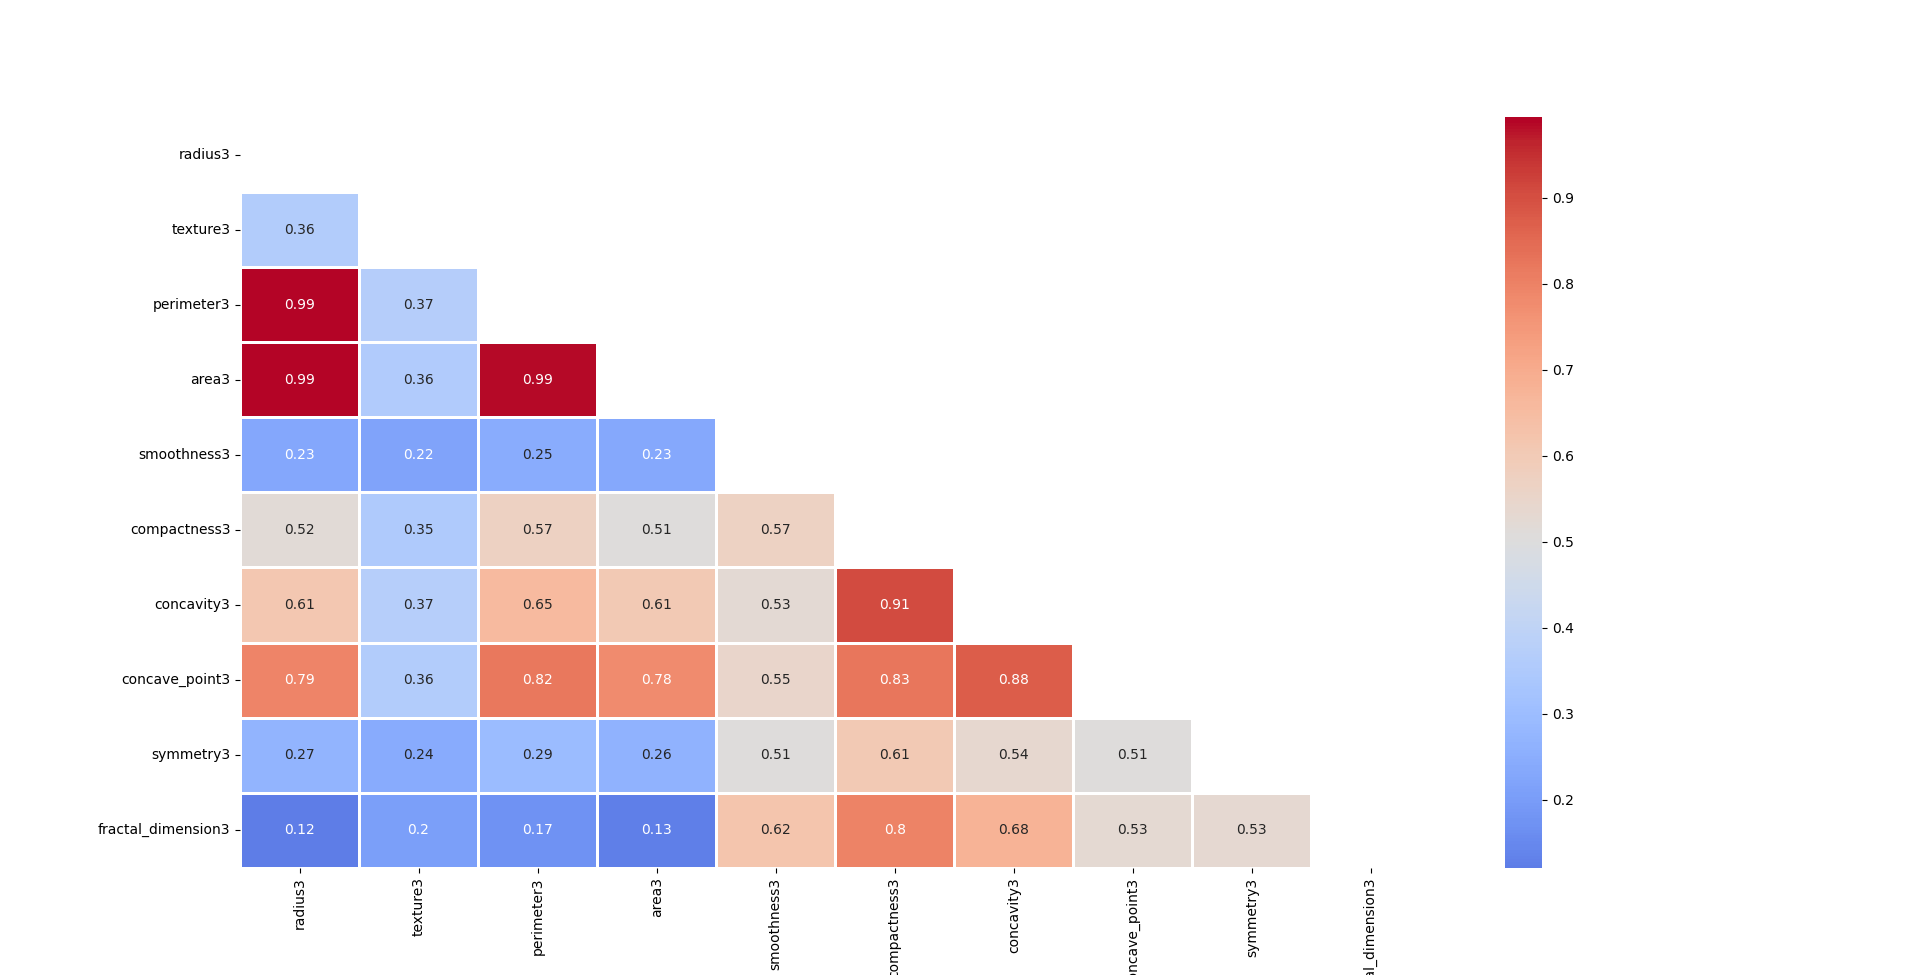 radius3
texture3 0.36
perimeter3 0.99 0.37
area3 0.99 0.36 0.99
smoothness3 0.23 0.22 0.25 0.23
compactness3 0.52 0.35 0.57 0.51 0.57
concavity3 0.61 0.37 0.65 0.61 0.53 0.91
concave_point3 0.79 0.36 0.82 0.78 0.55 0.83 0.88
symmetry3 0.27 0.24 0.29 0.26 0.51 0.61 0.54 0.51
fractal_dimension3 0.12 0.2 0.17 0.13 0.62 0.8 0.68 0.53 0.53
radius3
texture3
perimeter3
area3
smoothness3
compactness3
concavity3
oncave_point3
symmetry3
al_dimension3
0.9
0.8
0.7
0.6
0.5
0.4
0.3
0.2